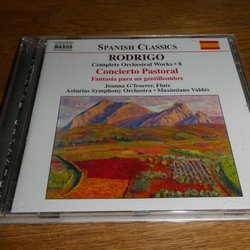 NAXOS
SPANISH CLASSICS
RODRIGO
Complete Orchestral Works • 8
Concierto Pastoral
Fantasía para un gentilhombre
Joanna G'froerer, Flute
Asturias Symphony Orchestra • Maximiano Valdés